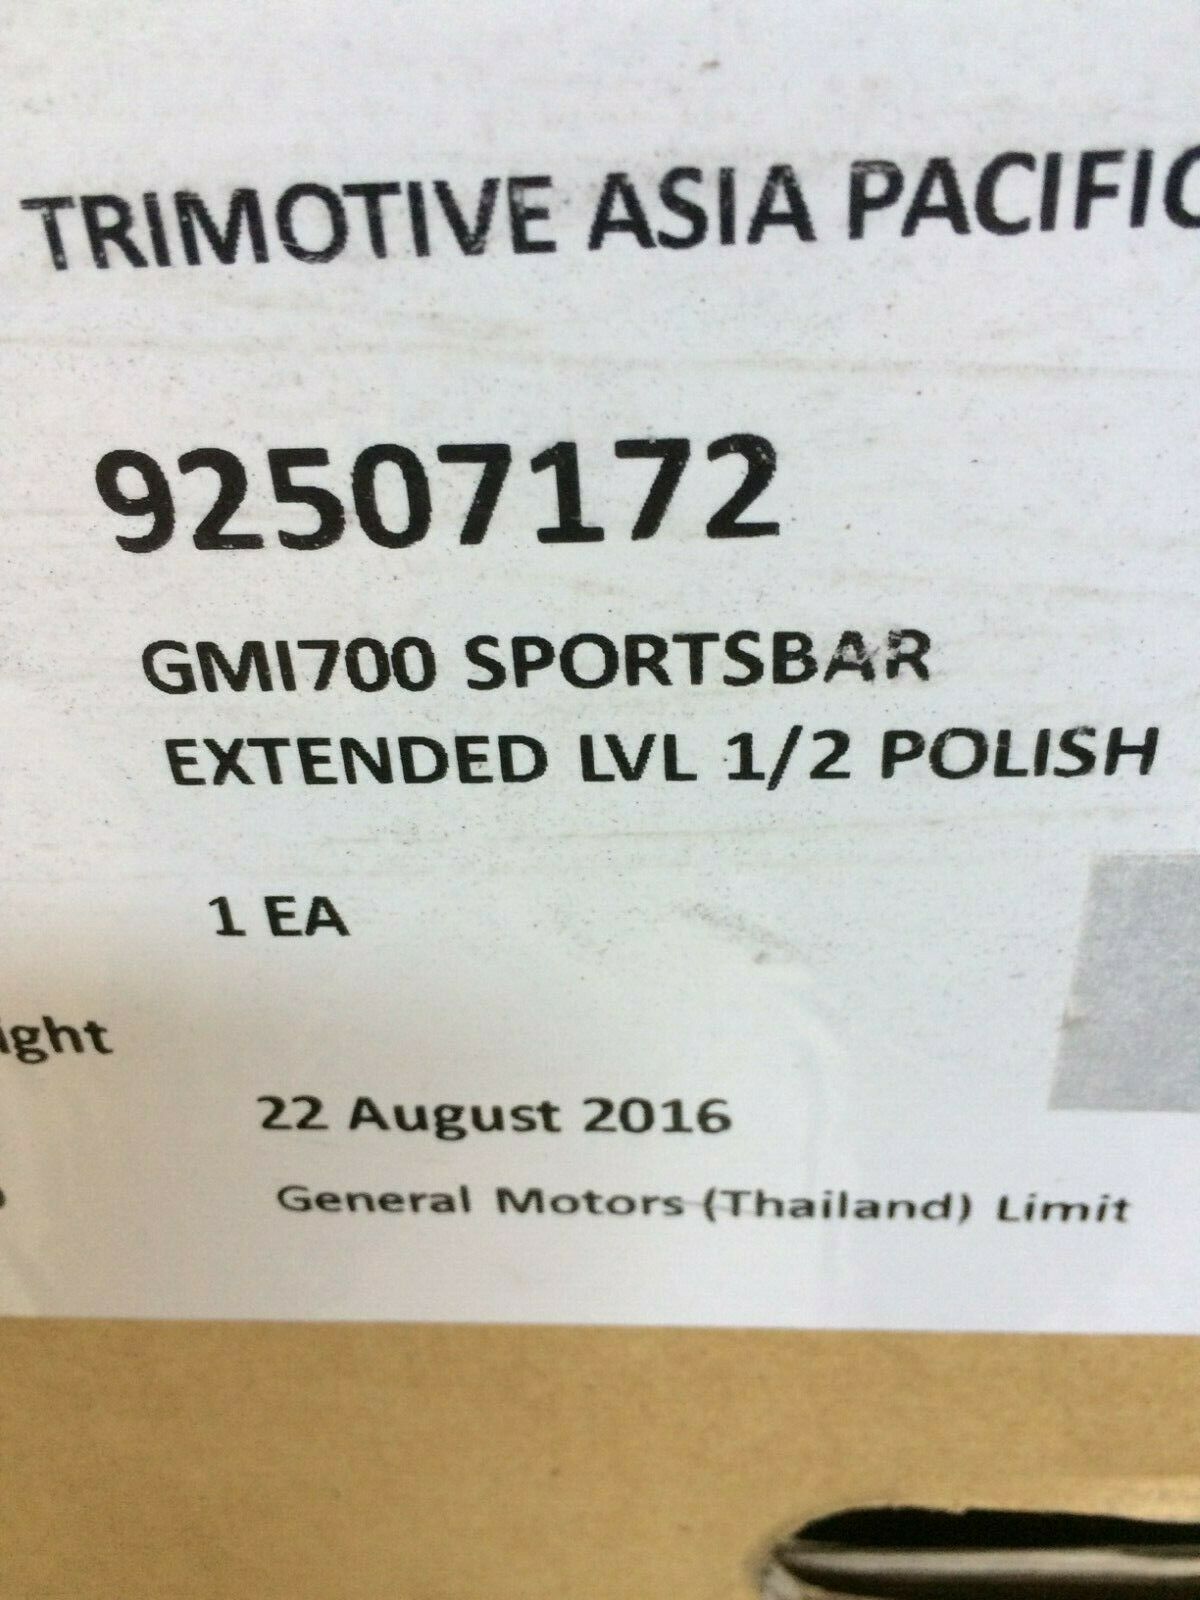 TRIMOTIVE ASIA PACIFIC
92507172
GMI700 SPORTSBAR
EXTENDED LVL 1/2 POLISH
1 EA
ight
22 August 2016
General Motors (Thailand) Limit